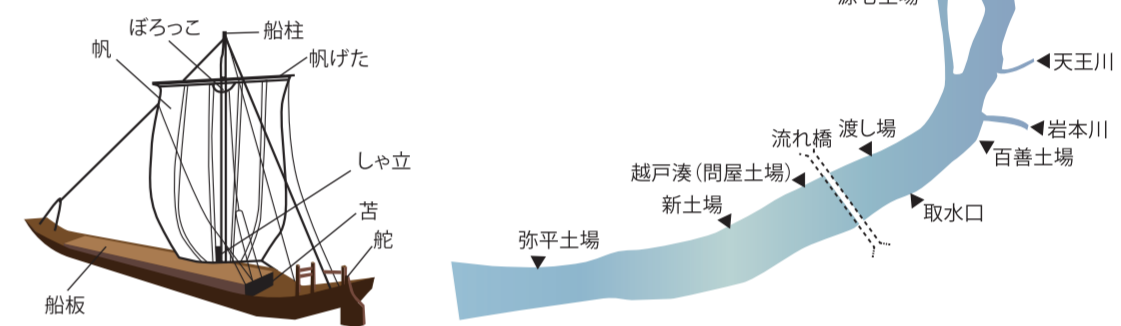 ぼろっこ
船柱
帆
帆げた
しゃ立
苫
舵
船板
天王川
岩本川
渡し場
流れ橋
百善土場
越戸湊（問屋土場）
新土場
取水口
弥平土場